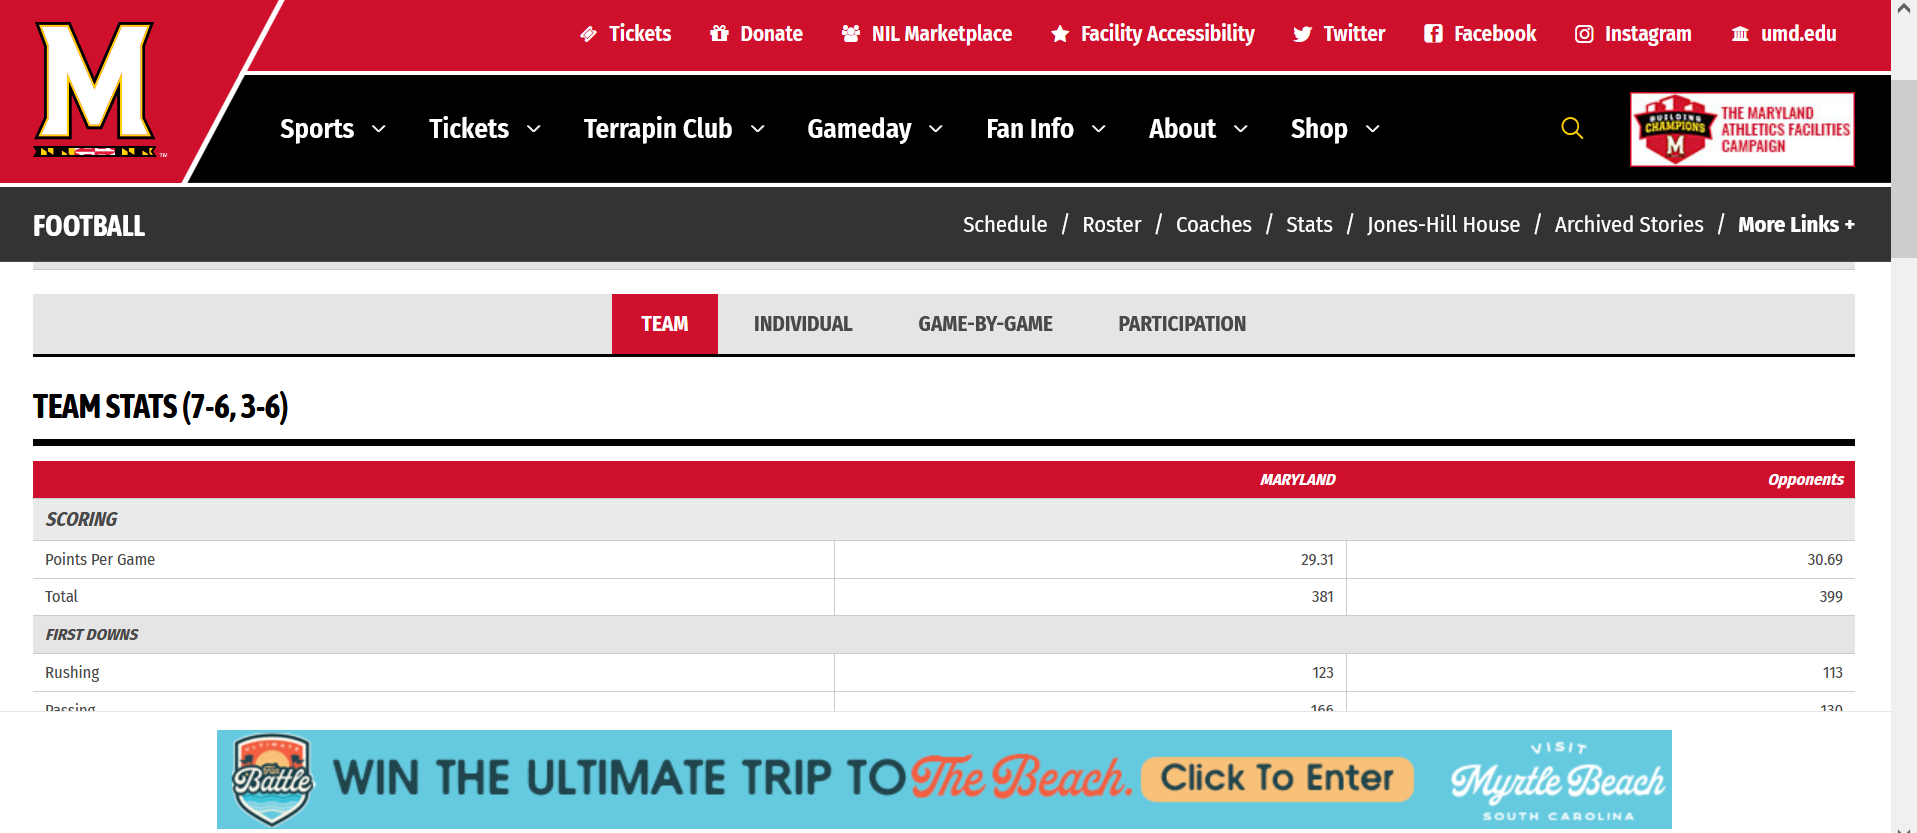 M
TM
Tickets
Donate
NIL Marketplace
Facility Accessibility
Twitter
Facebook
Instagram
umd.edu
Sports
Tickets
Terrapin Club
Gameday
Fan Info
About
Shop
BUILDING
CHAMPIONS
M
THE MARYLAND
ATHLETICS FACILITIES
CAMPAIGN
FOOTBALL
Schedule / Roster / Coaches / Stats / Jones-Hill House / Archived Stories / More Links +
TEAM
INDIVIDUAL
GAME-BY-GAME
PARTICIPATION
TEAM STATS (7-6, 3-6)
MARYLAND Opponents
SCORING
Points Per Game 29.31 30.69
Total 381 399
FIRST DOWNS
Rushing 123 113
Passing 166 130
ULTIMATE
Fan
Battle
WIN THE ULTIMATE TRIP TO The Beach.
Click To Enter
VISIT
Myrtle Beach
SOUTH CAROLINA